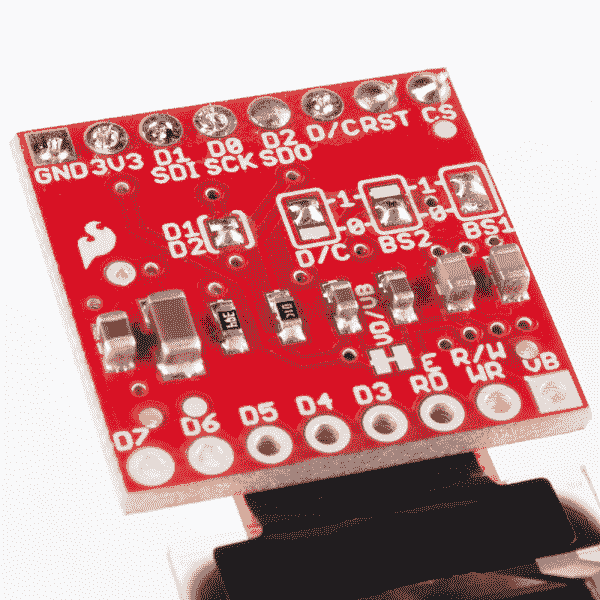 GND 3V3 D1 D0 D2 D/C RST CS
SDI SCK SDO
D1
D2
1
0
1
0
D/C BS2 BS1
VD/VB
E R/W
D7 D6 D5 D4 D3 RD WR VB